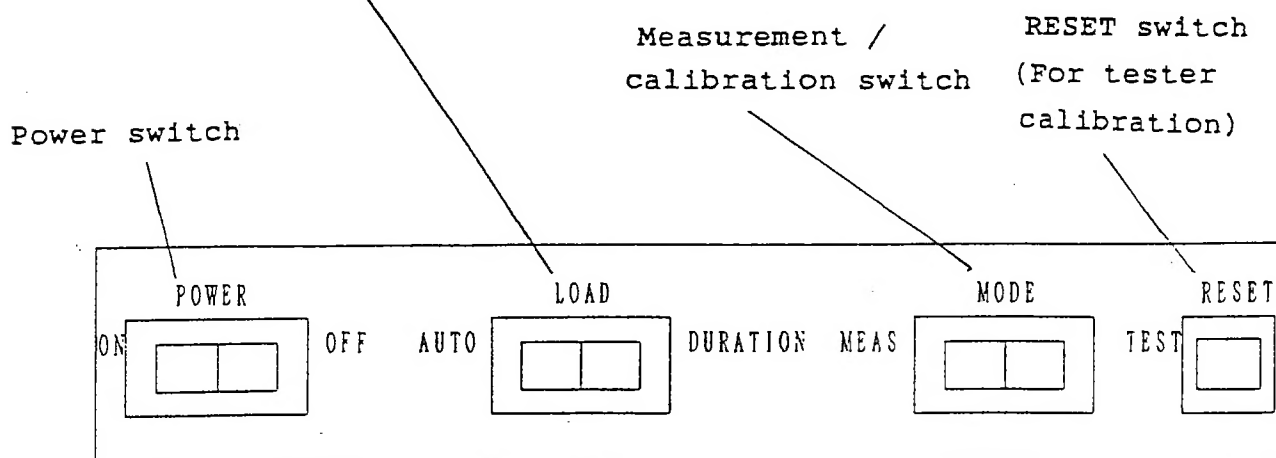 Measurement /
calibration switch
RESET switch
(For tester
calibration)
Power switch
POWER
LOAD
MODE
RESET
ON
OFF
AUTO
DURATION
MEAS
TEST